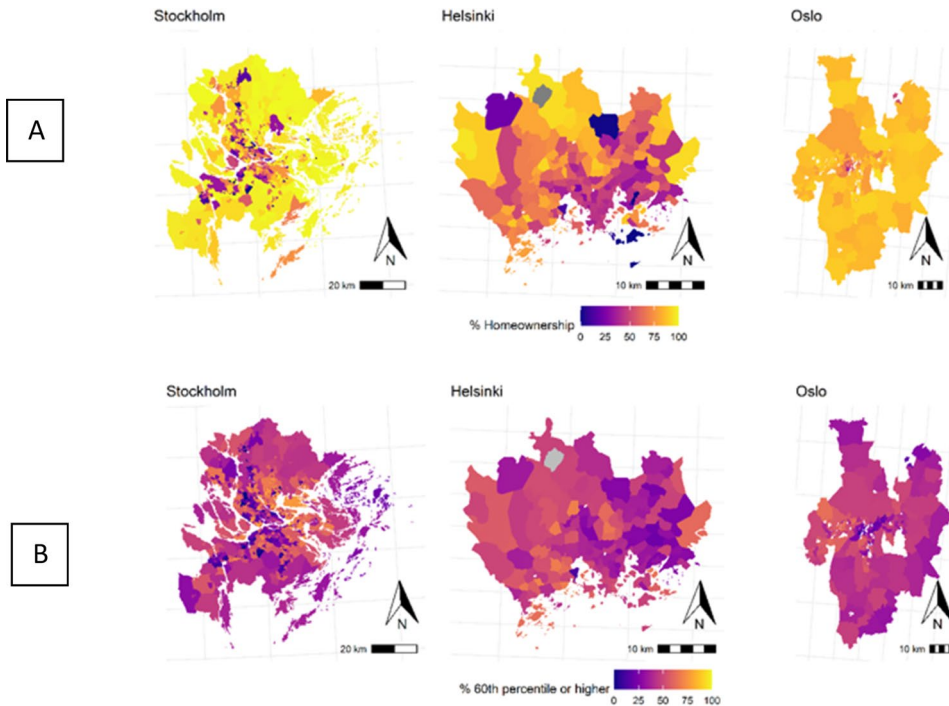 Stockholm Helsinki Oslo
A
N N N
20 km 10 km 10 km
% Homeownership
0 25 50 75 100
Stockholm Helsinki Oslo
B
N N N
20 km 10 km 10 km
% 60th percentile or higher
0 25 50 75 100